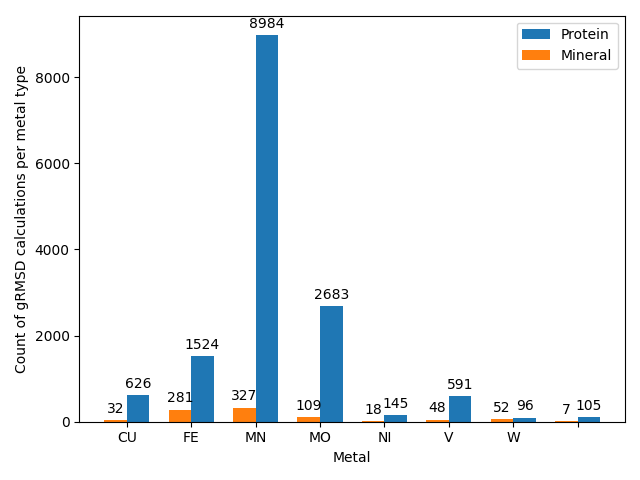 8984
Protein
Mineral
8000
6000
4000
2683
2000
1524
626
591
281
327
32
109
18
145
48
52
96
7
105
0
CU
FE
MN
MO
NI
V
W
Metal
Count of gRMSD calculations per metal type